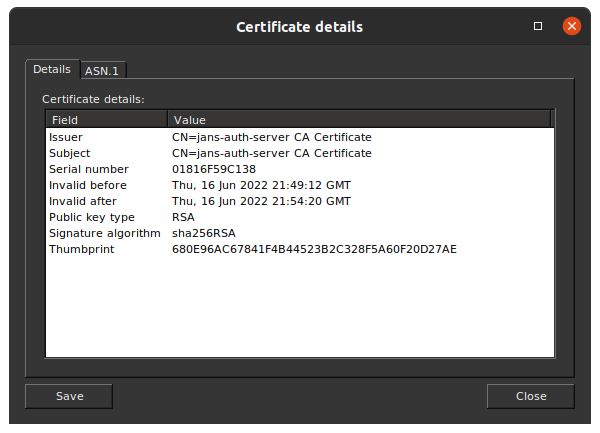 Certificate details
Details ASN.1
Certificate details:
Field Value
Issuer CN=jans-auth-server CA Certificate
Subject CN=jans-auth-server CA Certificate
Serial number 01816F59C138
Invalid before Thu, 16 Jun 2022 21:49:12 GMT
Invalid after Thu, 16 Jun 2022 21:54:20 GMT
Public key type RSA
Signature algorithm sha256RSA
Thumbprint 680E96AC67841F4B44523B2C328F5A60F20D27AE
Save Close